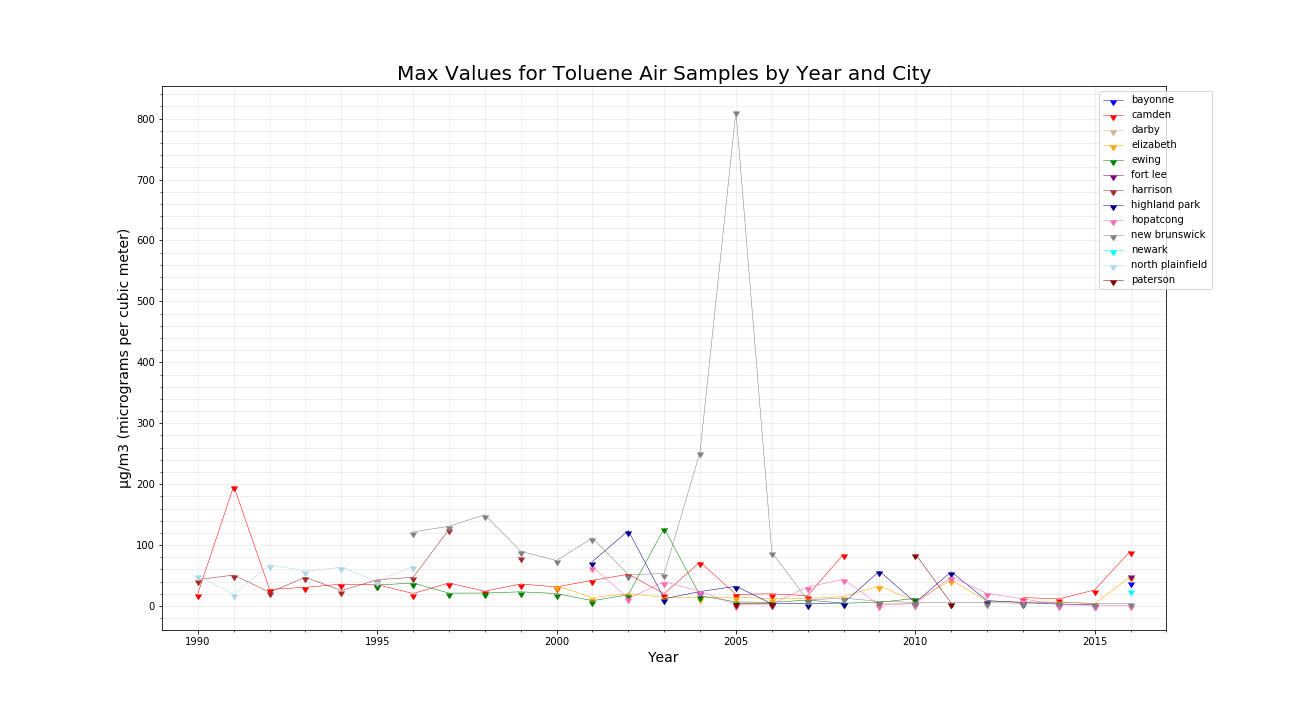 Max Values for Toluene Air Samples by Year and City
µg/m3 (micrograms per cubic meter)
800
700
600
500
400
300
200
100
0
1990 1995 2000 2005 2010 2015
Year
bayonne
camden
darby
elizabeth
ewing
fort lee
harrison
highland park
hopatcong
new brunswick
newark
north plainfield
paterson